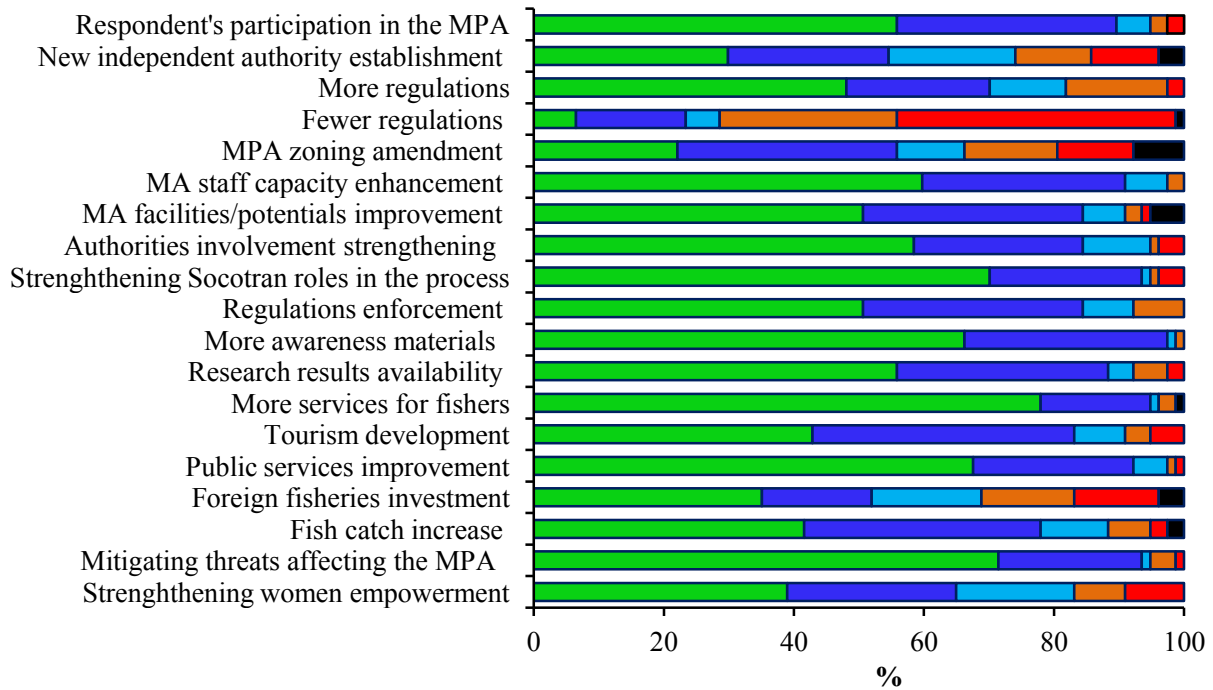 Respondent's participation in the MPA
New independent authority establishment
More regulations
Fewer regulations
MPA zoning amendment
MA staff capacity enhancement
MA facilities/potentials improvement
Authorities involvement strengthening
Strenghthening Socotran roles in the process
Regulations enforcement
More awareness materials
Research results availability
More services for fishers
Tourism development
Public services improvement
Foreign fisheries investment
Fish catch increase
Mitigating threats affecting the MPA
Strenghthening women empowerment
0 20 40 60 80 100
%